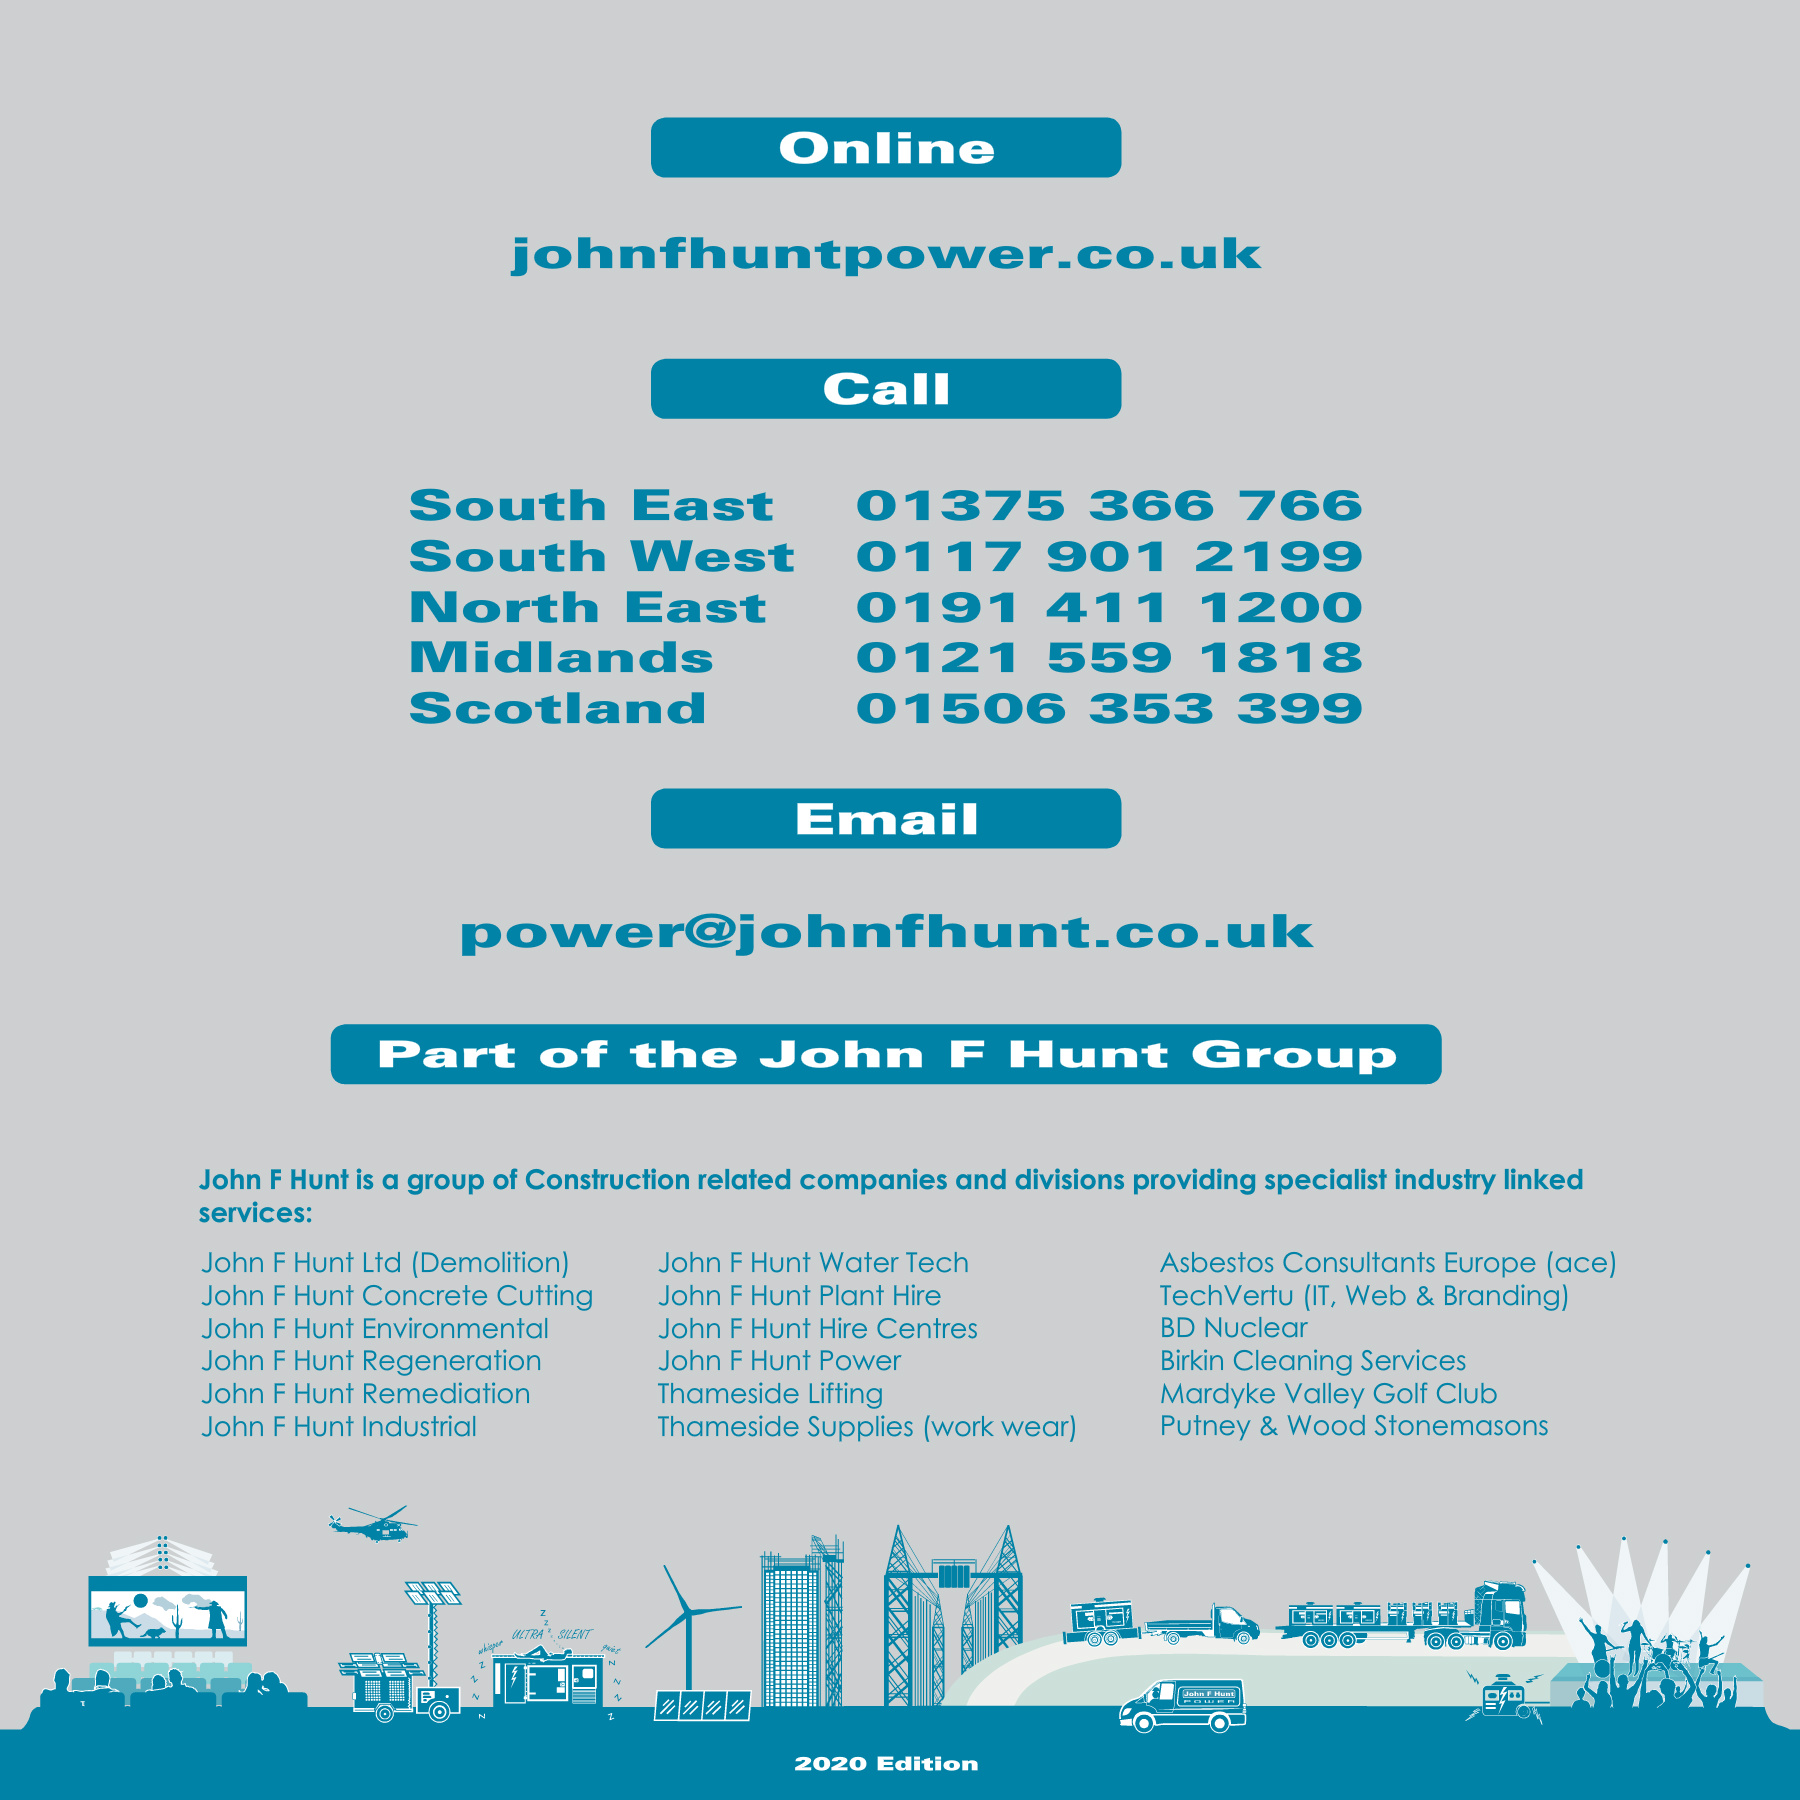 Online
johnfhuntpower.co.uk
Call
South East 01375 366 766
South West 0117 901 2199
North East 0191 411 1200
Midlands 0121 559 1818
Scotland 01506 353 399
Email
power@johnfhunt.co.uk
Part of the John F Hunt Group
John F Hunt is a group of Construction related companies and divisions providing specialist industry linked
services:
John F Hunt Ltd (Demolition)
John F Hunt Concrete Cutting
John F Hunt Environmental
John F Hunt Regeneration
John F Hunt Remediation
John F Hunt Industrial
John F Hunt Water Tech
John F Hunt Plant Hire
John F Hunt Hire Centres
John F Hunt Power
Thameside Lifting
Thameside Supplies (work wear)
Asbestos Consultants Europe (ace)
TechVertu (IT, Web & Branding)
BD Nuclear
Birkin Cleaning Services
Mardyke Valley Golf Club
Putney & Wood Stonemasons
whisper ULTRA SILENT quiet
z z z
z z z z z
z z z z z
John F Hunt
POWER
2020 Edition